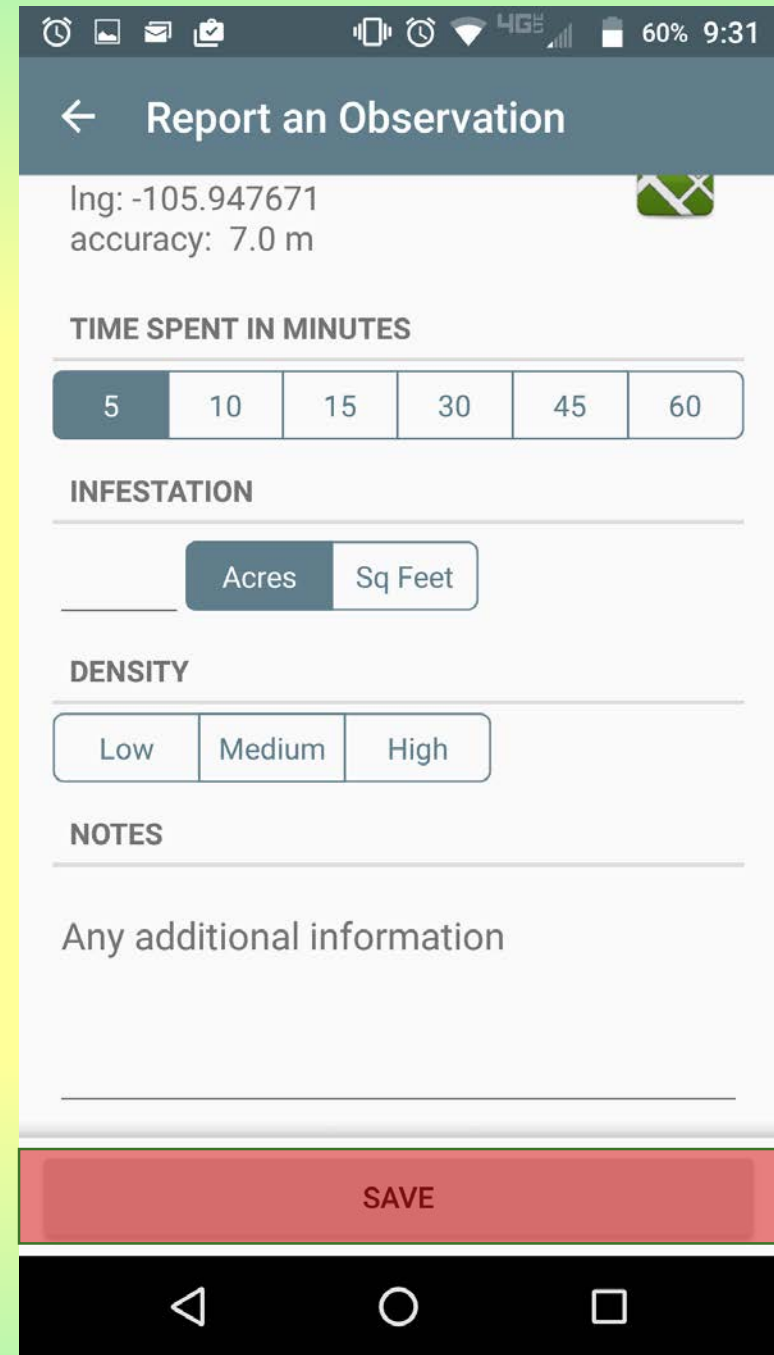 4G 60% 9:31
Report an Observation
lng: -105.947671
accuracy: 7.0 m
TIME SPENT IN MINUTES
5 10 15 30 45 60
INFESTATION
Acres Sq Feet
DENSITY
Low Medium High
NOTES
Any additional information
SAVE